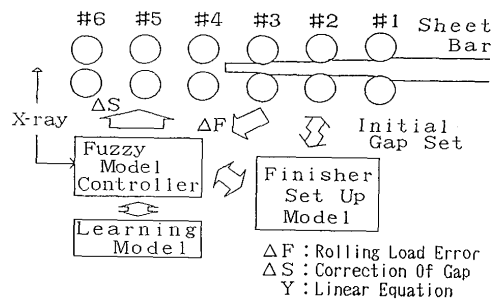 #6 #5 #4 #3 #2 #1
Sheet
Bar
ΔS
X-ray
ΔF
Initial
Gap Set
Fuzzy
Model
Controller
Finisher
Set Up
Model
Learning
Model
ΔF:Rolling Load Error
ΔS:Correction Of Gap
Y:Linear Equation